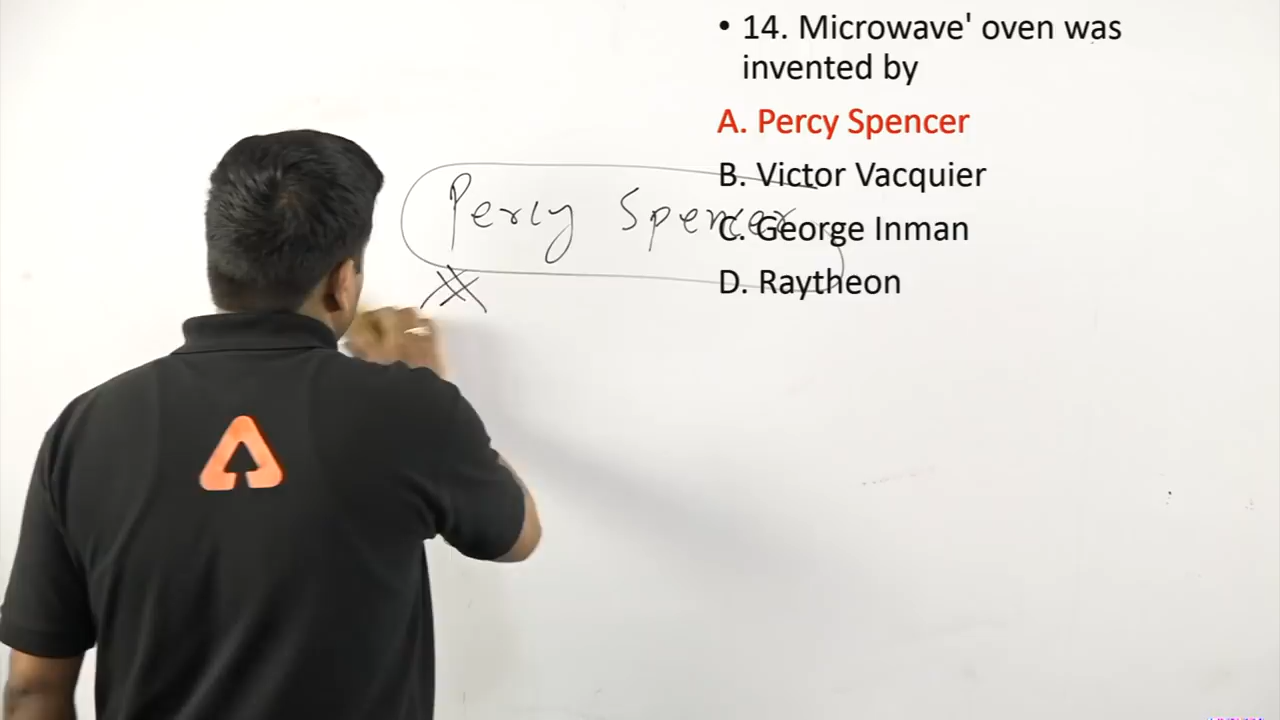 • 14. Microwave' oven was
invented by
A. Percy Spencer
B. Victor Vacquier
C. George Inman
D. Raytheon
Percy Spencer